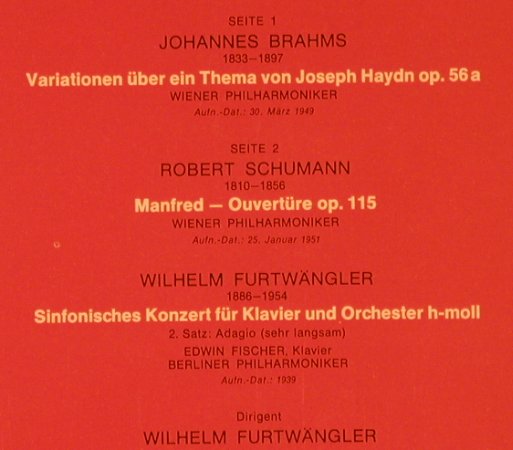 SEITE 1
JOHANNES BRAHMS
1833–1897
Variationen über ein Thema von Joseph Haydn op. 56a
WIENER PHILHARMONIKER
Aufn.-Dat.: 30. März 1949
SEITE 2
ROBERT SCHUMANN
1810–1856
Manfred – Ouvertüre op. 115
WIENER PHILHARMONIKER
Aufn.-Dat.: 25. Januar 1951
WILHELM FURTWÄNGLER
1886–1954
Sinfonisches Konzert für Klavier und Orchester h-moll
2. Satz: Adagio (sehr langsam)
EDWIN FISCHER, Klavier
BERLINER PHILHARMONIKER
Aufn.-Dat.: 1939
Dirigent
WILHELM FURTWÄNGLER